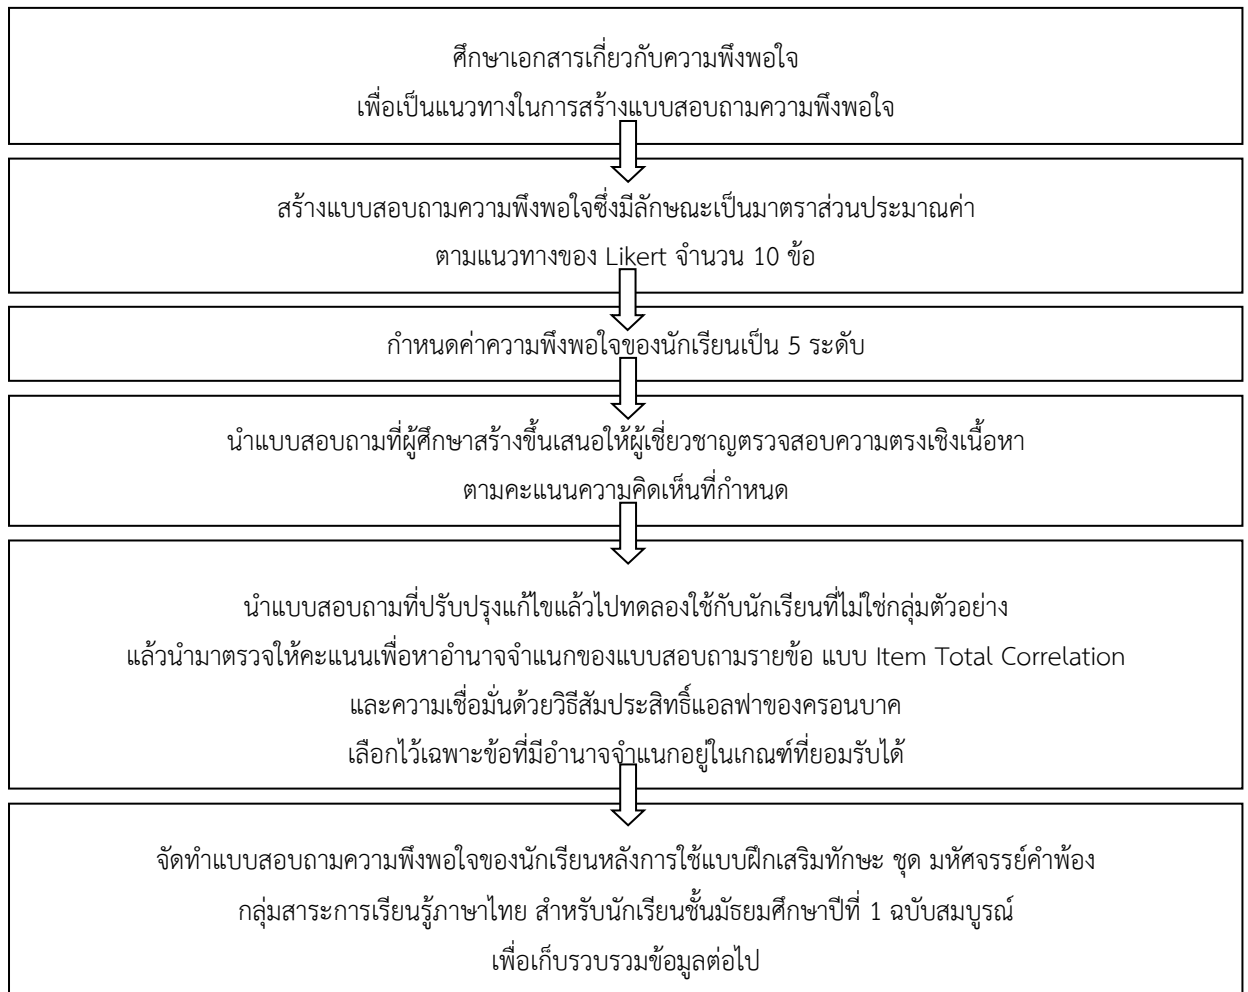 ศึกษาเอกสารเกี่ยวกับความพึงพอใจ
เพื่อเป็นแนวทางในการสร้างแบบสอบถามความพึงพอใจ
สร้างแบบสอบถามความพึงพอใจซึ่งมีลักษณะเป็นมาตราส่วนประมาณค่า
ตามแนวทางของ Likert จำนวน 10 ข้อ
กำหนดค่าความพึงพอใจของนักเรียนเป็น 5 ระดับ
นำแบบสอบถามที่ผู้ศึกษาสร้างขึ้นเสนอให้ผู้เชี่ยวชาญตรวจสอบความตรงเชิงเนื้อหา
ตามคะแนนความคิดเห็นที่กำหนด
นำแบบสอบถามที่ปรับปรุงแก้ไขแล้วไปทดลองใช้กับนักเรียนที่ไม่ใช่กลุ่มตัวอย่าง
แล้วนำมาตรวจให้คะแนนเพื่อหาอำนาจจำแนกของแบบสอบถามรายข้อ แบบ Item Total Correlation
และความเชื่อมั่นด้วยวิธีสัมประสิทธิ์แอลฟาของครอนบาค
เลือกไว้เฉพาะข้อที่มีอำนาจจำแนกอยู่ในเกณฑ์ที่ยอมรับได้
จัดทำแบบสอบถามความพึงพอใจของนักเรียนหลังการใช้แบบฝึกเสริมทักษะ ชุด มหัศจรรย์คำพ้อง
กลุ่มสาระการเรียนรู้ภาษาไทย สำหรับนักเรียนชั้นมัธยมศึกษาปีที่ 1 ฉบับสมบูรณ์
เพื่อเก็บรวบรวมข้อมูลต่อไป